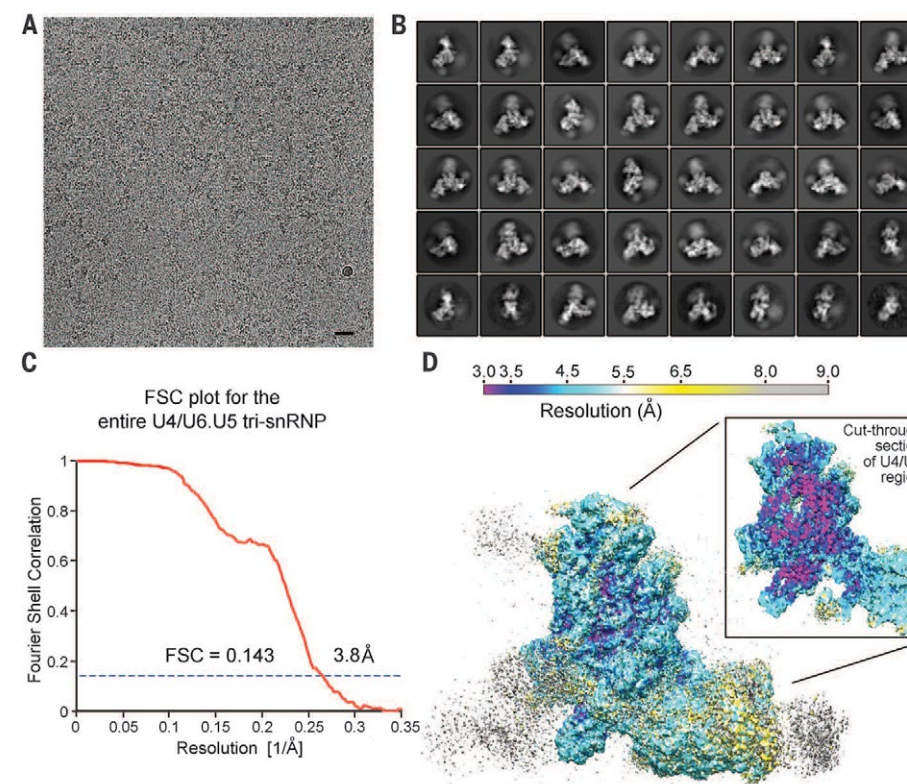 A
B
C
FSC plot for the
entire U4/U6.U5 tri-snRNP
1
0.8
0.6
0.4
0.2
0
Fourier Shell Correlation
FSC = 0.143
3.8Å
0 0.05 0.1 0.15 0.20 0.25 0.30 0.35
Resolution [1/Å]
D
3.0 3.5 4.5 5.5 6.5 8.0 9.0
Resolution (Å)
Cut-throug
sectio
of U4/U
regio